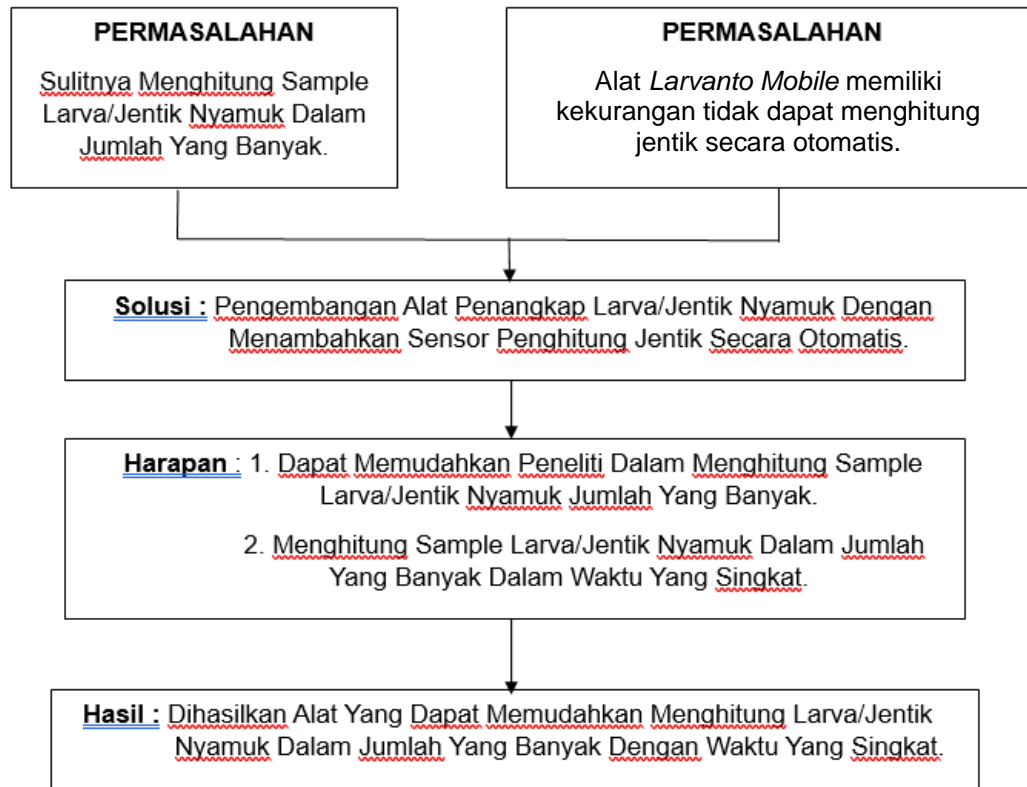 PERMASALAHAN
Sulitnya Menghitung Sample
Larva/Jentik Nyamuk Dalam
Jumlah Yang Banyak.
PERMASALAHAN
Alat Larvanto Mobile memiliki
kekurangan tidak dapat menghitung
jentik secara otomatis.
Solusi : Pengembangan Alat Penangkap Larva/Jentik Nyamuk Dengan
Menambahkan Sensor Penghitung Jentik Secara Otomatis.
Harapan : 1. Dapat Memudahkan Peneliti Dalam Menghitung Sample
Larva/Jentik Nyamuk Jumlah Yang Banyak.
2. Menghitung Sample Larva/Jentik Nyamuk Dalam Jumlah
Yang Banyak Dalam Waktu Yang Singkat.
Hasil : Dihasilkan Alat Yang Dapat Memudahkan Menghitung Larva/Jentik
Nyamuk Dalam Jumlah Yang Banyak Dengan Waktu Yang Singkat.